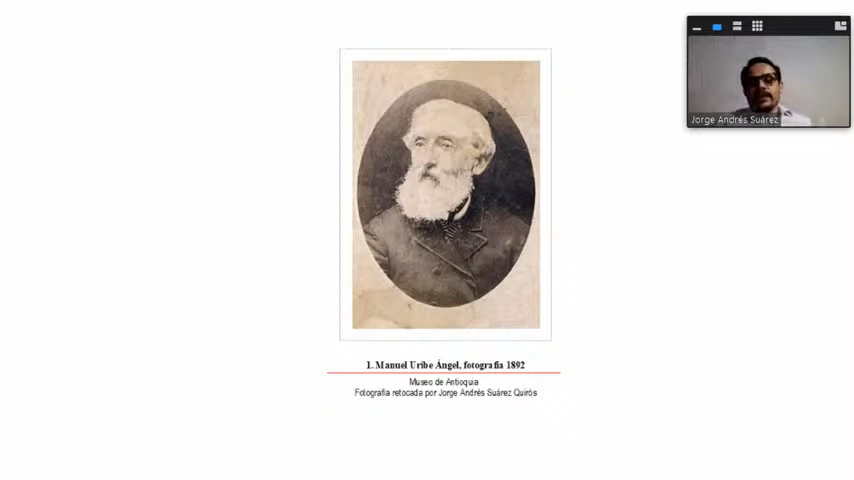 Jorge Andrés Suárez
1. Manuel Uribe Ángel, fotografía 1892
Museo de Antioquia
Fotografía retocada por Jorge Andrés Suárez Quirós